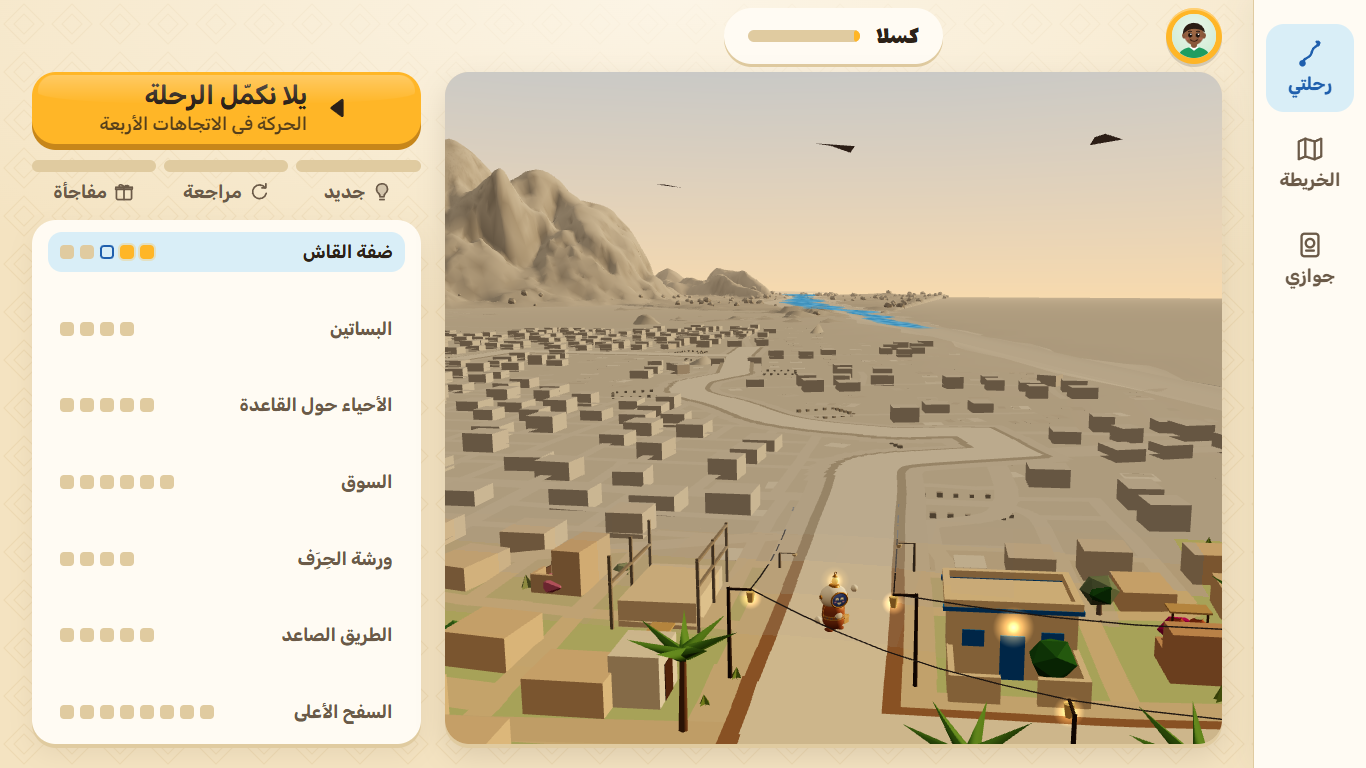 رحلتي
الخريطة
جوازي
كسلا
يلا نكمّل الرحلة
الحركة في الاتجاهات الأربعة
جديد
مراجعة
مفاجأة
ضفة القاش
البساتين
الأحياء حول القاعدة
السوق
ورشة الحِرَف
الطريق الصاعد
السفح الأعلى